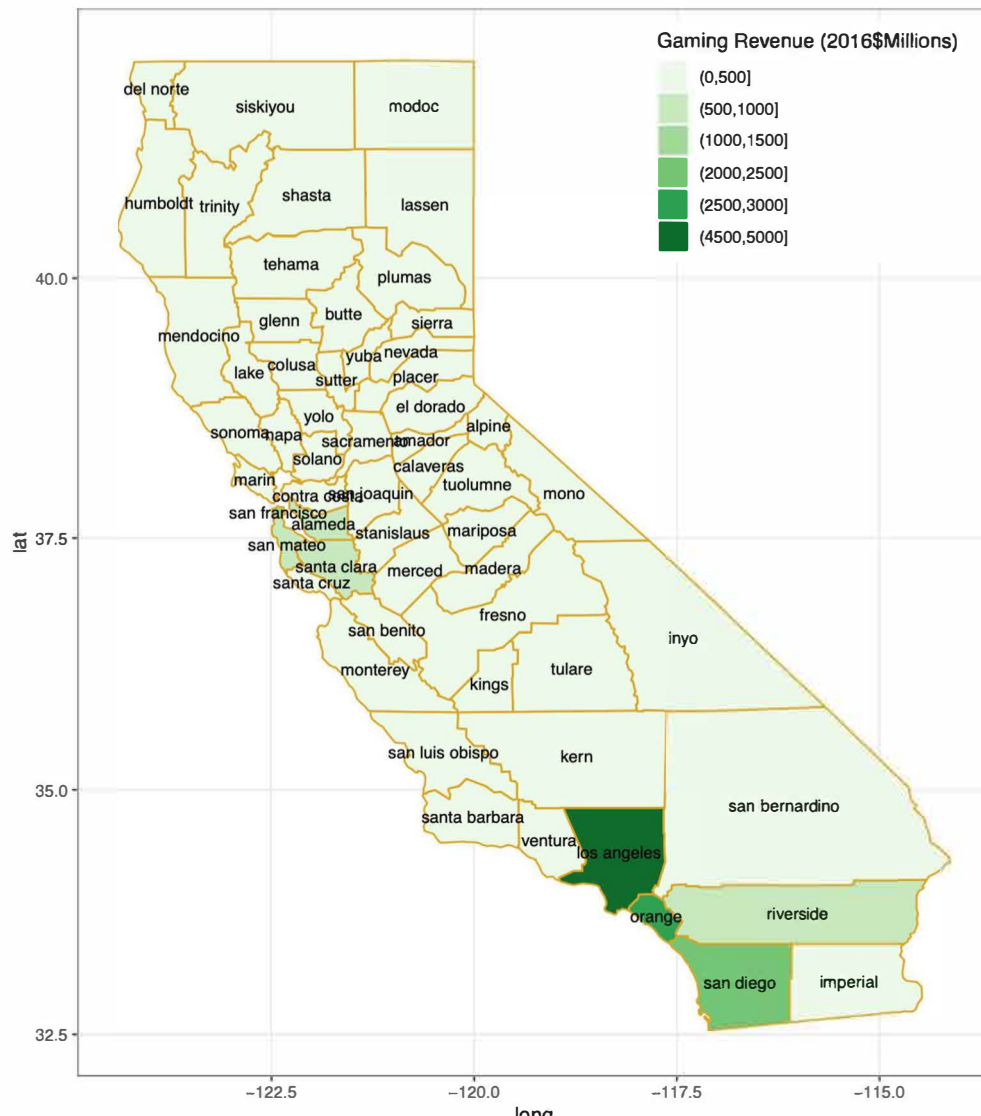 Gaming Revenue (2016$Millions)
(0,500]
(500,1000]
(1000,1500]
(2000,2500]
(2500,3000]
(4500,5000]
del norte
siskiyou
modoc
humboldt
trinity
shasta
lassen
tehama
plumas
glenn
butte
sierra
mendocino
lake
colusa
sutter
yuba
nevada
placer
el dorado
yolo
sonoma
napa
sacramento
amador
alpine
solano
marin
calaveras
tuolumne
mono
contra costa
san joaquin
san francisco
alameda
stanislaus
mariposa
san mateo
santa clara
santa cruz
merced
madera
fresno
san benito
inyo
monterey
kings
tulare
san luis obispo
kern
santa barbara
ventura
los angeles
san bernardino
orange
riverside
san diego
imperial
40.0
37.5
35.0
32.5
lat
−122.5
−120.0
−117.5
−115.0
long